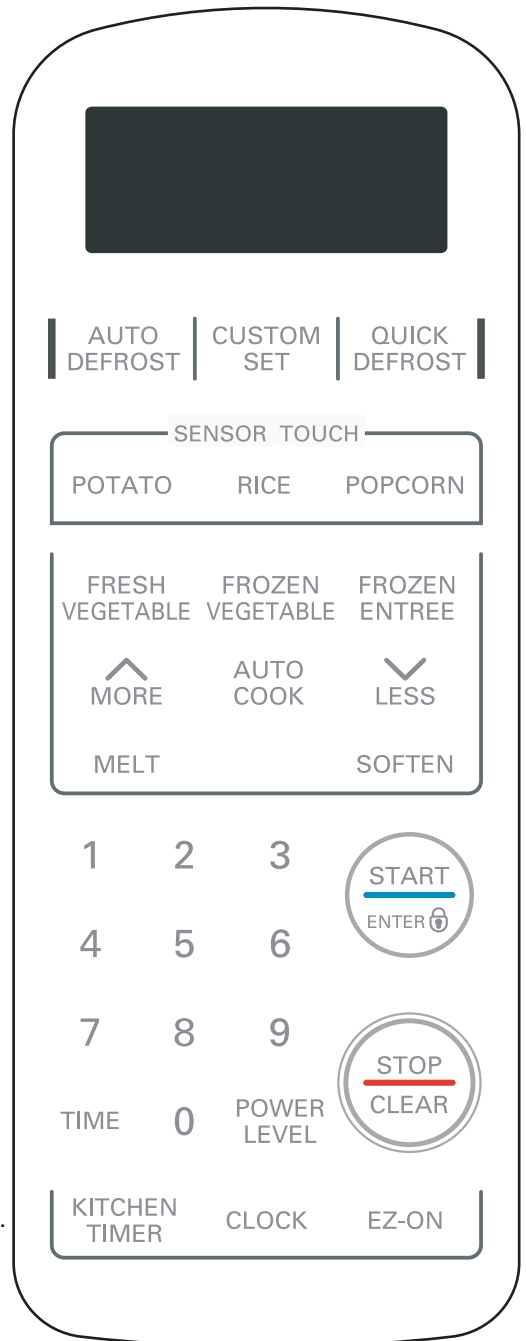 AUTO DEFROST
CUSTOM SET
QUICK DEFROST
SENSOR TOUCH
POTATO RICE POPCORN
FRESH VEGETABLE
FROZEN VEGETABLE
FROZEN ENTREE
MORE
AUTO COOK
LESS
MELT SOFTEN
1 2 3
START
ENTER
4 5 6
7 8 9
STOP
CLEAR
TIME 0 POWER LEVEL
.
KITCHEN TIMER
CLOCK EZ-ON